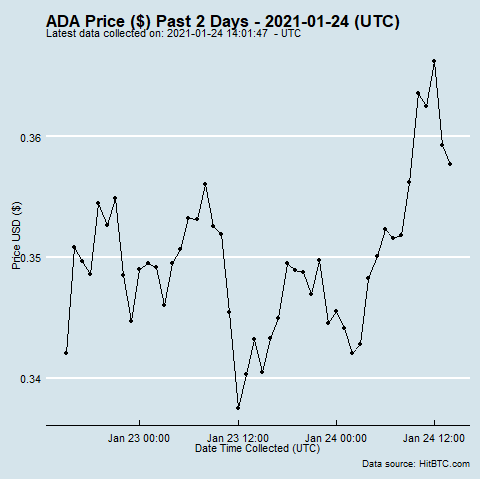 ADA Price ($) Past 2 Days - 2021-01-24 (UTC)
Latest data collected on: 2021-01-24 14:01:47 - UTC
0.36
0.35
0.34
Price USD ($)
Jan 23 00:00
Jan 23 12:00
Jan 24 00:00
Jan 24 12:00
Date Time Collected (UTC)
Data source: HitBTC.com